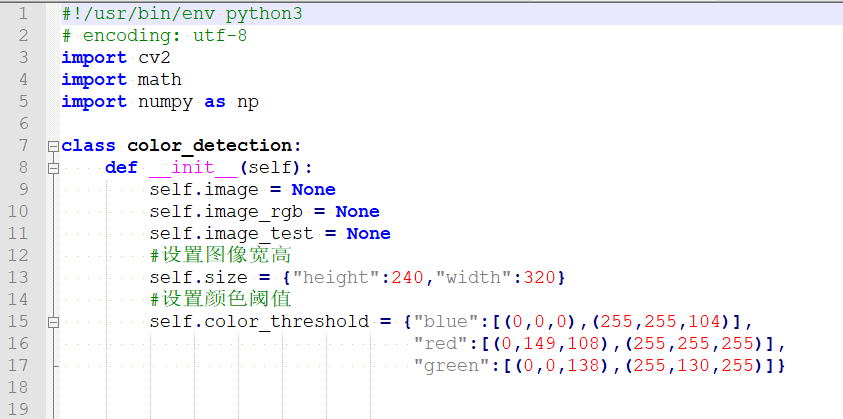 1 #!/usr/bin/env python3
2 # encoding: utf-8
3 import cv2
4 import math
5 import numpy as np
6
7 class color_detection:
8     def __init__(self):
9         self.image = None
10         self.image_rgb = None
11         self.image_test = None
12         #设置图像宽高
13         self.size = {"height":240,"width":320}
14         #设置颜色阈值
15         self.color_threshold = {"blue":[(0,0,0),(255,255,104)],
16                                 "red":[(0,149,108),(255,255,255)],
17                                 "green":[(0,0,138),(255,130,255)]}
18
19